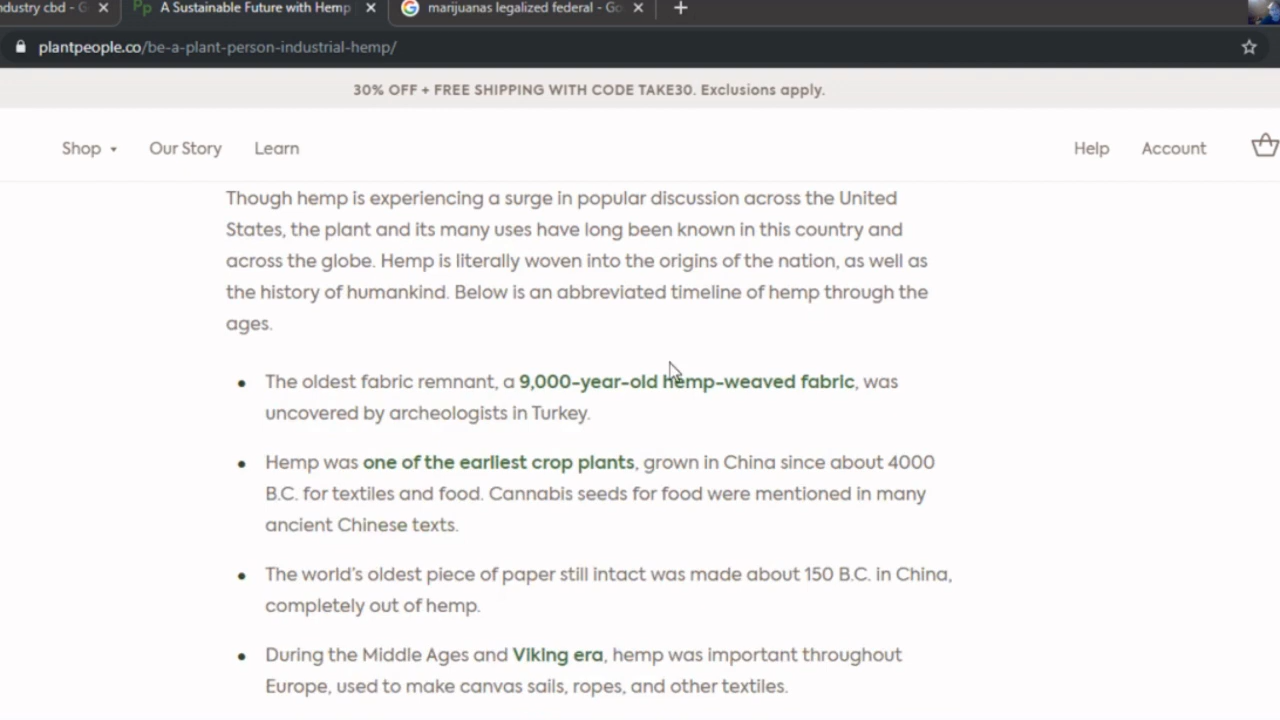 ndustry cbd - G
A Sustainable Future with Hemp
marijuanas legalized federal - Go
plantpeople.co/be-a-plant-person-industrial-hemp/
30% OFF + FREE SHIPPING WITH CODE TAKE30. Exclusions apply.
Shop Our Story Learn Help Account
Though hemp is experiencing a surge in popular discussion across the United
States, the plant and its many uses have long been known in this country and
across the globe. Hemp is literally woven into the origins of the nation, as well as
the history of humankind. Below is an abbreviated timeline of hemp through the
ages.
• The oldest fabric remnant, a 9,000-year-old hemp-weaved fabric, was
uncovered by archeologists in Turkey.
• Hemp was one of the earliest crop plants, grown in China since about 4000
B.C. for textiles and food. Cannabis seeds for food were mentioned in many
ancient Chinese texts.
• The world's oldest piece of paper still intact was made about 150 B.C. in China,
completely out of hemp.
• During the Middle Ages and Viking era, hemp was important throughout
Europe, used to make canvas sails, ropes, and other textiles.